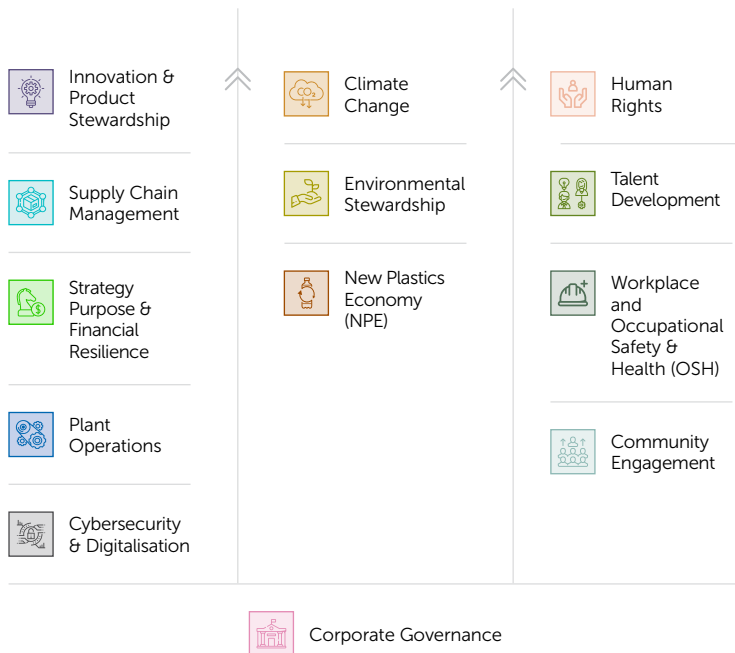 Innovation &
Product
Stewardship
Supply Chain
Management
Strategy
Purpose &
Financial
Resilience
$
Plant
Operations
Cybersecurity
& Digitalisation
CO2
Climate
Change
Environmental
Stewardship
New Plastics
Economy
(NPE)
Human
Rights
Talent
Development
Workplace
and
Occupational
Safety &
Health (OSH)
Community
Engagement
Corporate Governance